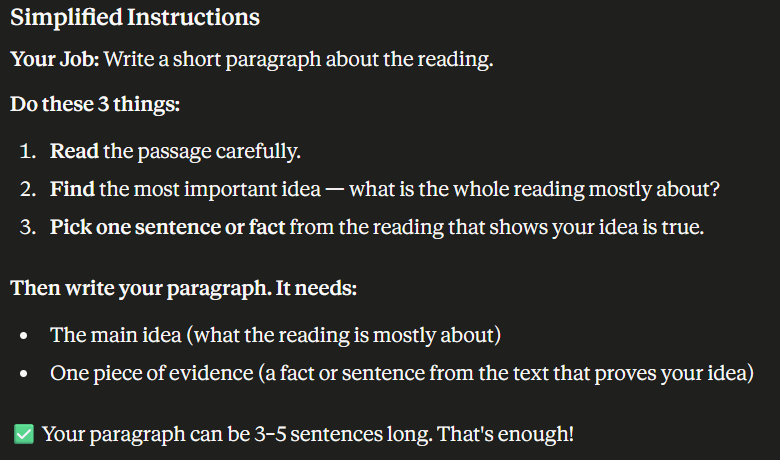 Simplified Instructions
Your Job: Write a short paragraph about the reading.
Do these 3 things:
1. Read the passage carefully.
2. Find the most important idea — what is the whole reading mostly about?
3. Pick one sentence or fact from the reading that shows your idea is true.
Then write your paragraph. It needs:
• The main idea (what the reading is mostly about)
• One piece of evidence (a fact or sentence from the text that proves your idea)
✅ Your paragraph can be 3–5 sentences long. That's enough!